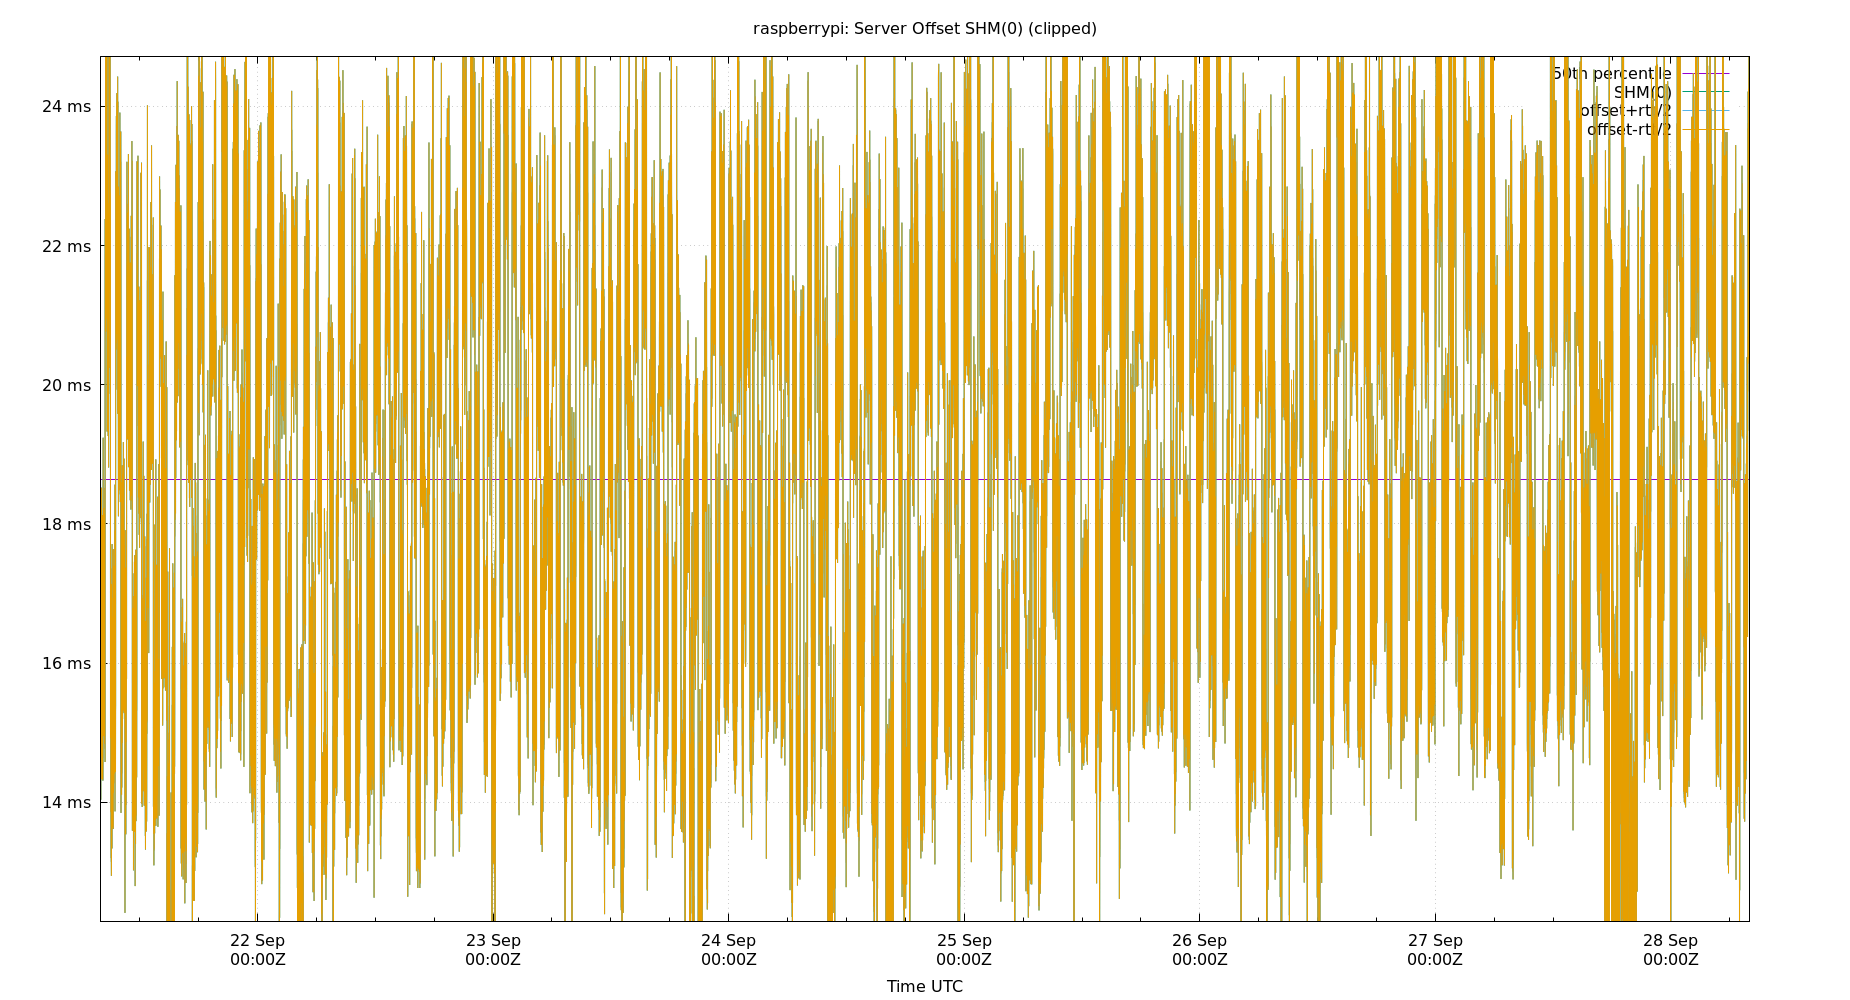 raspberrypi: Server Offset SHM(0) (clipped)
50th percentile
SHM(0)
offset+rtt/2
offset-rtt/2
24 ms
22 ms
20 ms
18 ms
16 ms
14 ms
22 Sep
00:00Z
23 Sep
00:00Z
24 Sep
00:00Z
25 Sep
00:00Z
26 Sep
00:00Z
27 Sep
00:00Z
28 Sep
00:00Z
Time UTC